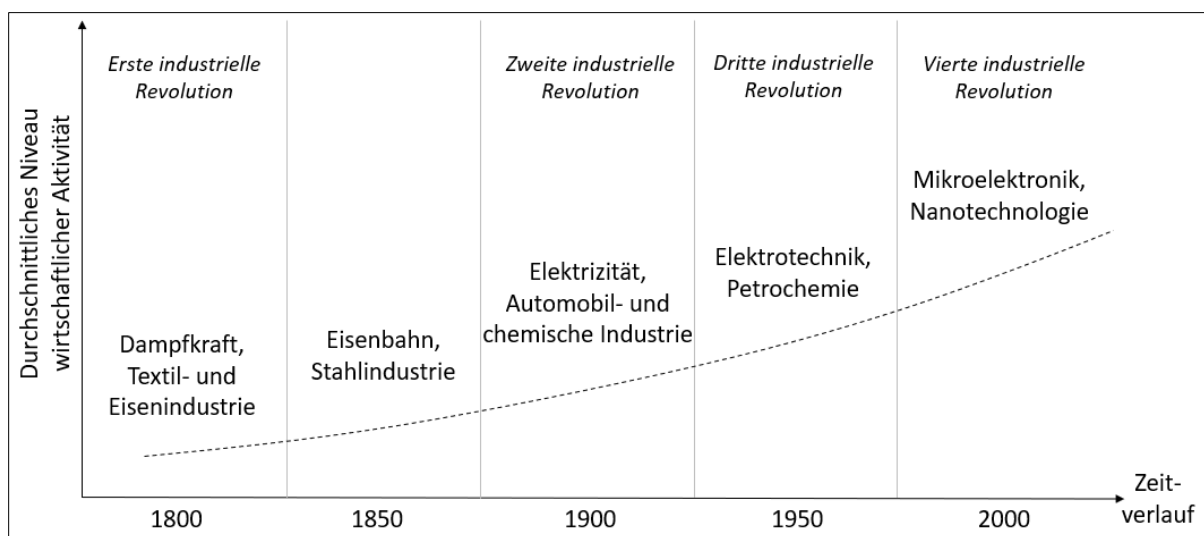 Durchschnittliches Niveau
wirtschaftlicher Aktivität
Erste industrielle
Revolution
Zweite industrielle
Revolution
Dritte industrielle
Revolution
Vierte industrielle
Revolution
Dampfkraft,
Textil- und
Eisenindustrie
Eisenbahn,
Stahlindustrie
Elektrizität,
Automobil- und
chemische Industrie
Elektrotechnik,
Petrochemie
Mikroelektronik,
Nanotechnologie
1800
1850
1900
1950
2000
Zeit-
verlauf